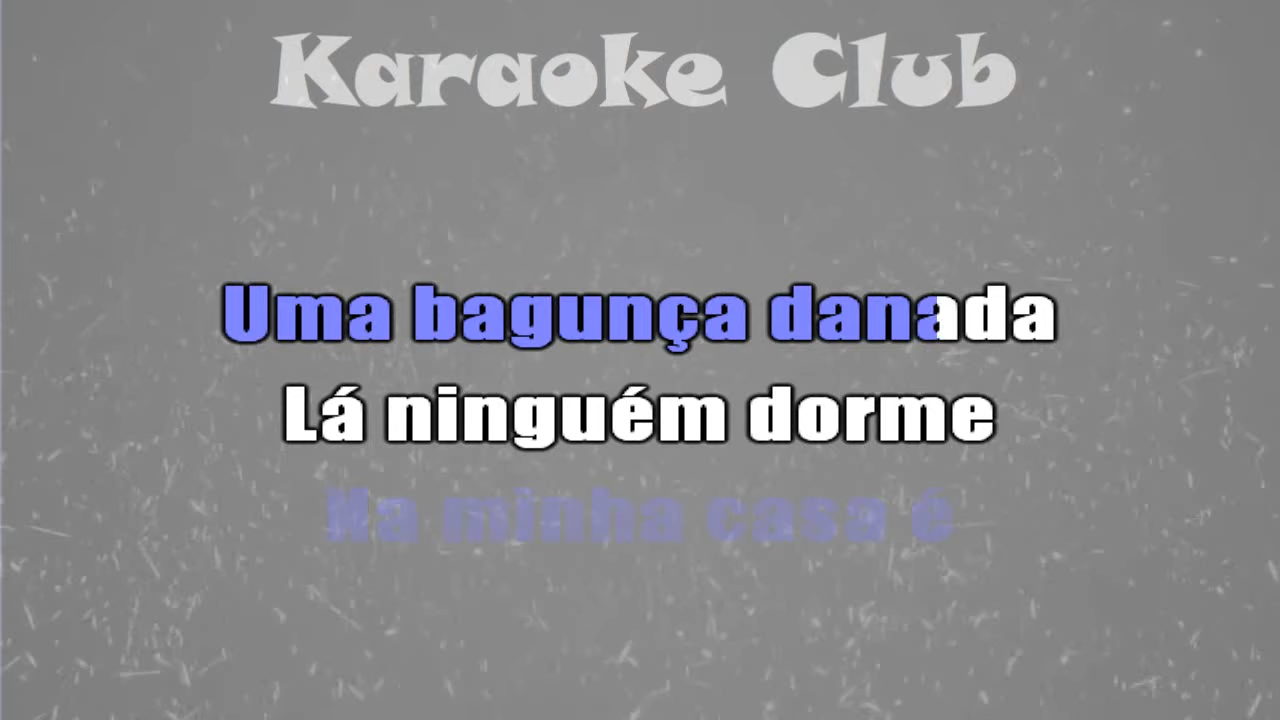 Karaoke Club
Uma bagunça danada
Lá ninguém dorme
Na minha casa é